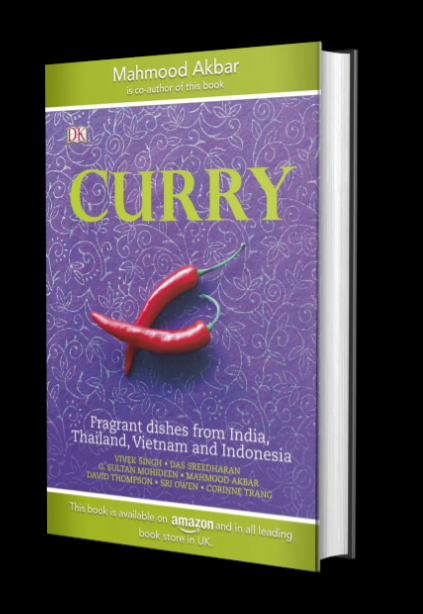 Mahmood Akbar
is co-author of this book
DK
CURRY
Fragrant dishes from India,
Thailand, Vietnam and Indonesia
VIVEK SINGH • DAS SREEDHARAN
G. SULTAN MOHIDEEN • MAHMOOD AKBAR
DAVID THOMPSON • SRI OWEN • CORINNE TRANG
This book is available on amazon and in all leading
book store in UK.